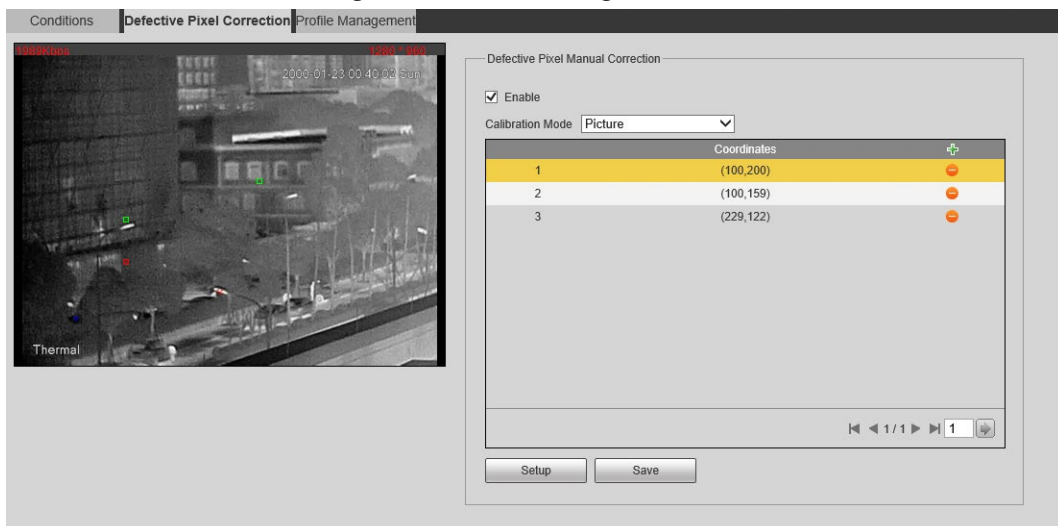 Conditions
Defective Pixel Correction
Profile Management
1989Kbps
1280 * 960
2000-01-23 00:40:02 Sun
Thermal
Defective Pixel Manual Correction
Enable
Calibration Mode Picture
Coordinates
1 (100,200)
2 (100,159)
3 (229,122)
1 / 1 1
Setup Save